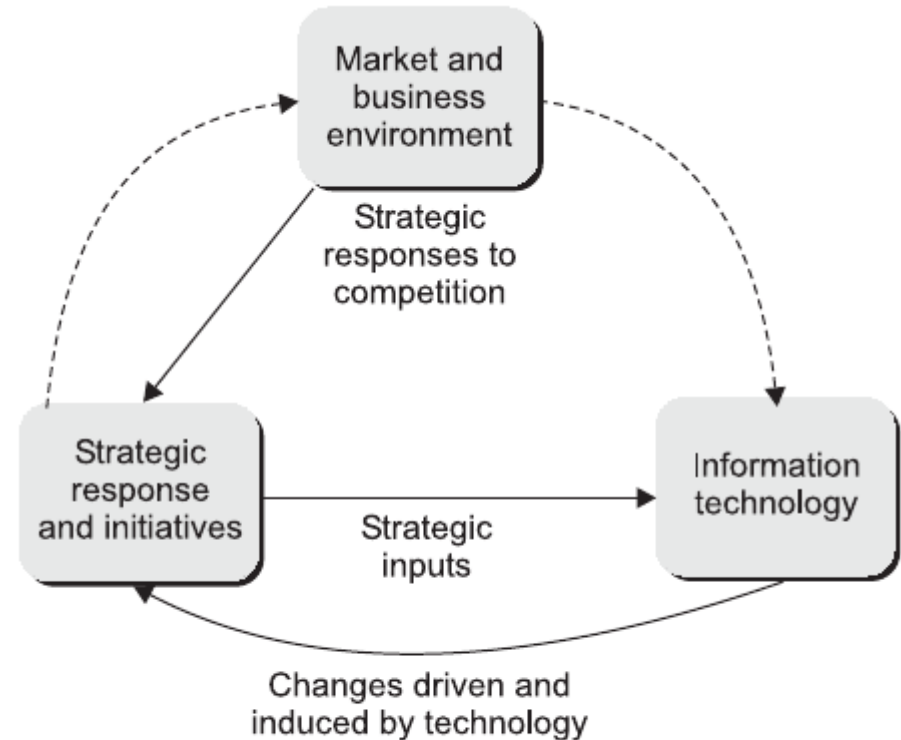 Market and
business
environment
Strategic
responses to
competition
Strategic
response
and initiatives
Information
technology
Strategic
inputs
Changes driven and
induced by technology